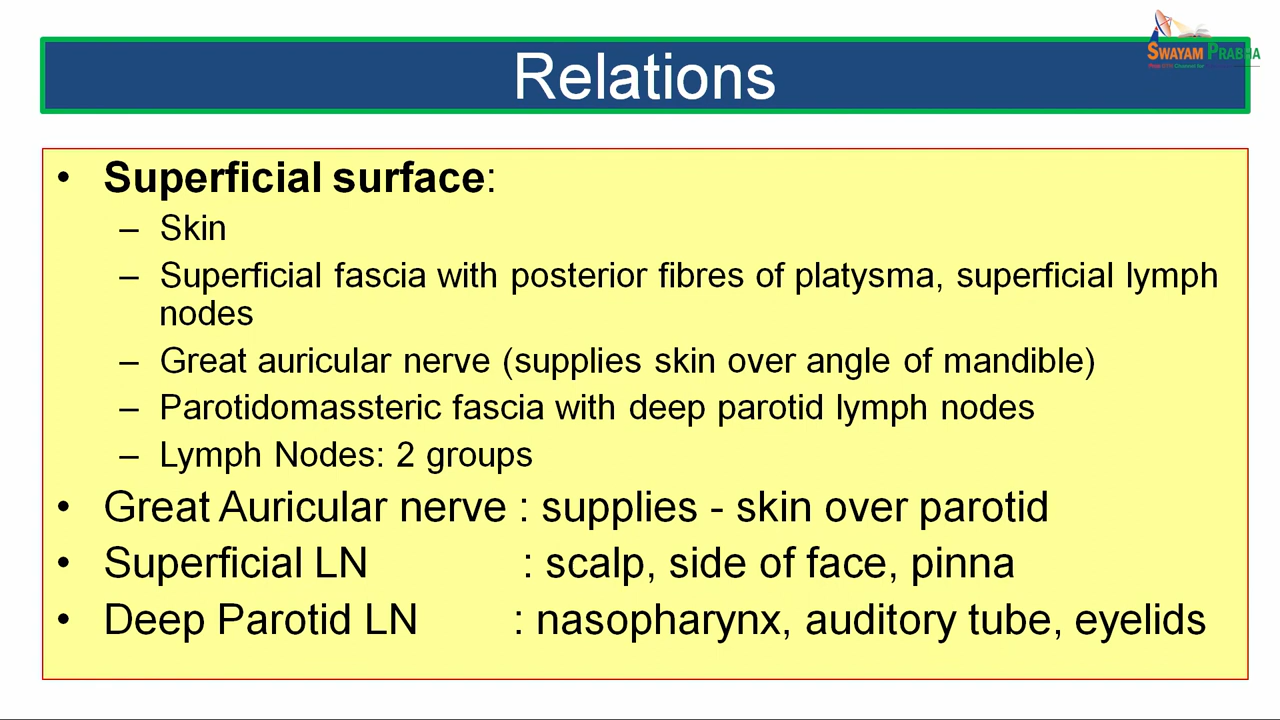 SWAYAM PRABHA
Relations
• Superficial surface:
– Skin
– Superficial fascia with posterior fibres of platysma, superficial lymph
nodes
– Great auricular nerve (supplies skin over angle of mandible)
– Parotidomassteric fascia with deep parotid lymph nodes
– Lymph Nodes: 2 groups
• Great Auricular nerve : supplies - skin over parotid
• Superficial LN : scalp, side of face, pinna
• Deep Parotid LN : nasopharynx, auditory tube, eyelids